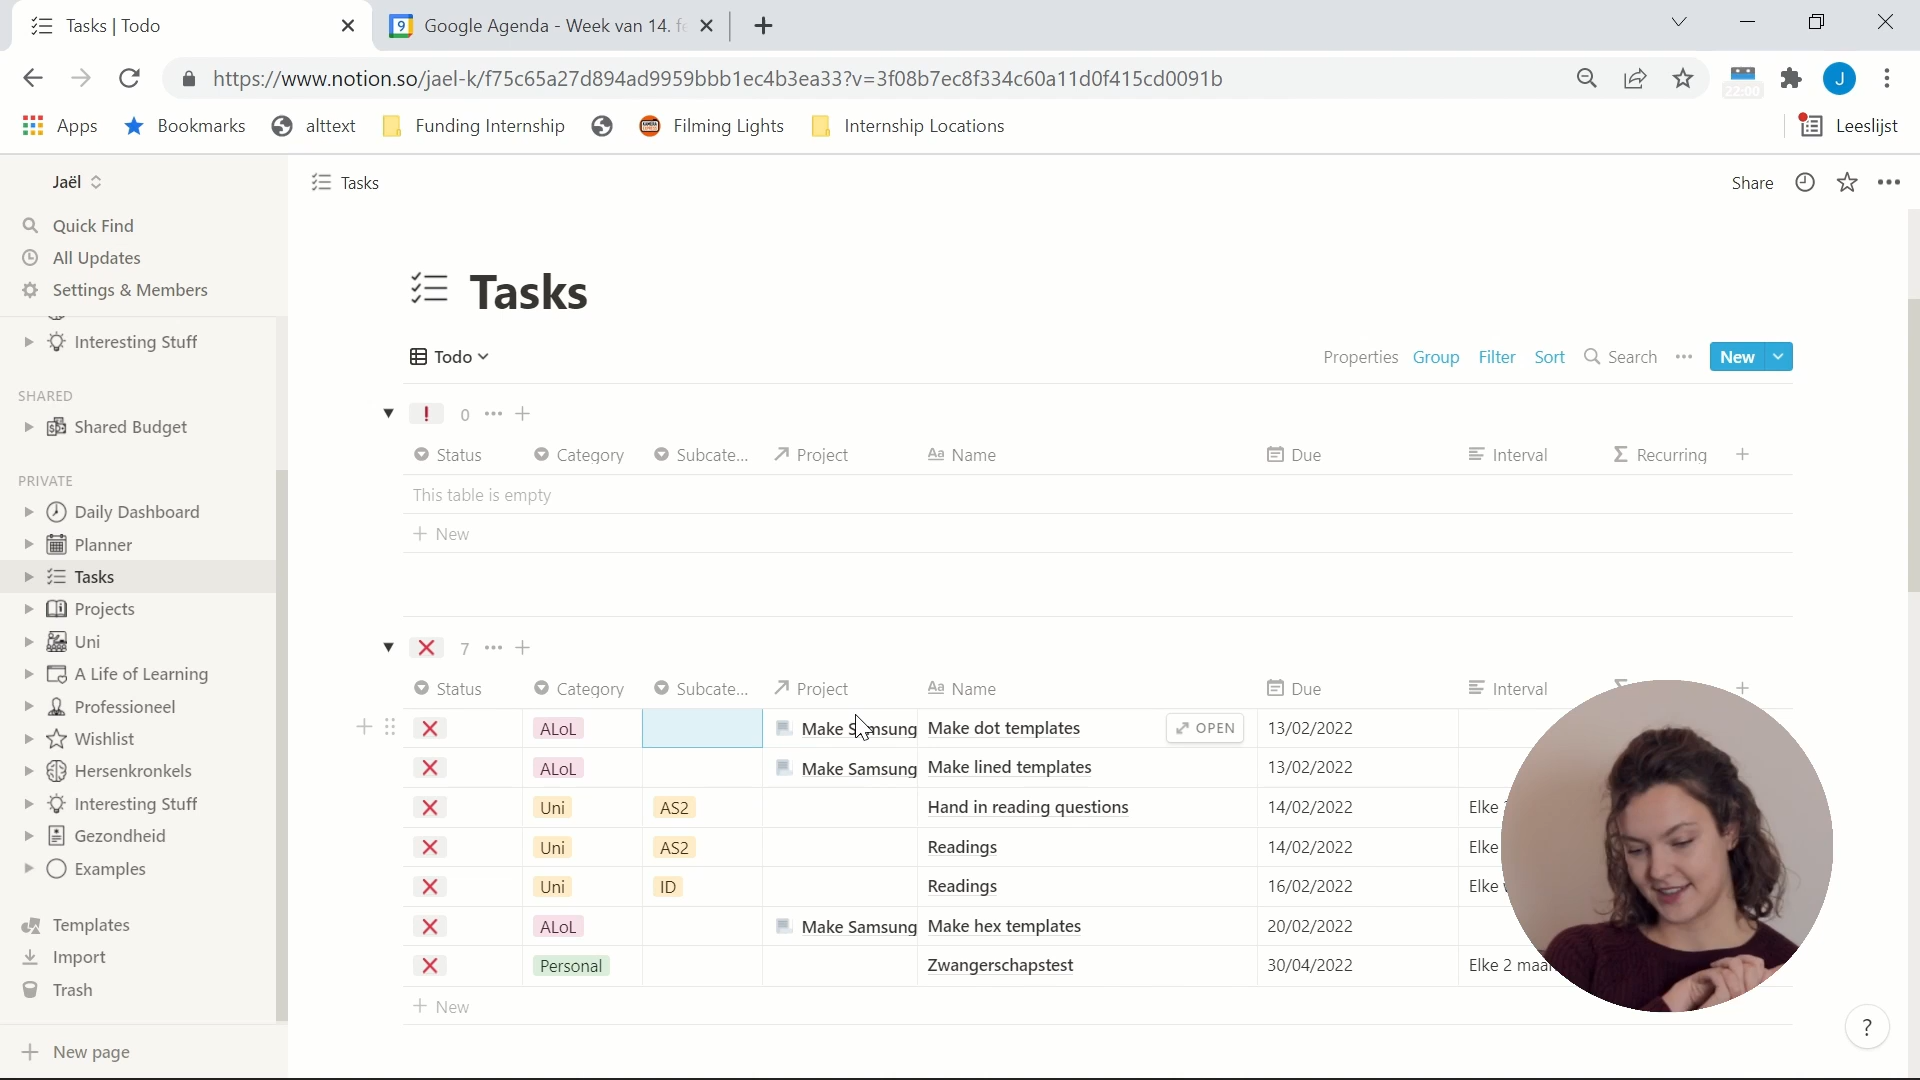 Tasks | Todo
Google Agenda - Week van 14. fe
https://www.notion.so/jael-k/f75c65a27d894ad9959bbb1ec4b3ea33?v=3f08b7ec8f334c60a11d0f415cd0091b
22:00
J
Apps
Bookmarks
alttext
Funding Internship
Filming Lights
Internship Locations
Leeslijst
Jaël
Tasks
Share
Quick Find
All Updates
Settings & Members
Interesting Stuff
SHARED
Shared Budget
PRIVATE
Daily Dashboard
Planner
Tasks
Projects
Uni
A Life of Learning
Professioneel
Wishlist
Hersenkronkels
Interesting Stuff
Gezondheid
Examples
Templates
Import
Trash
New page
Tasks
Todo
Properties Group Filter Sort Search New
! 0
Status Category Subcate... Project Aa Name Due Interval Σ Recurring
This table is empty
+ New
7
Status Category Subcate... Project Aa Name Due Interval
ALoL Make Samsung Make dot templates OPEN 13/02/2022
ALoL Make Samsung Make lined templates 13/02/2022
Uni AS2 Hand in reading questions 14/02/2022 Elke
Uni AS2 Readings 14/02/2022 Elke
Uni ID Readings 16/02/2022 Elke
ALoL Make Samsung Make hex templates 20/02/2022
Personal Zwangerschapstest 30/04/2022 Elke 2
+ New
?